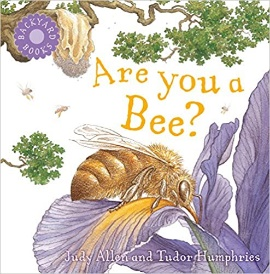 BACKYARD BOOKS
Are you a
Bee?
Judy Allen and Tudor Humphries